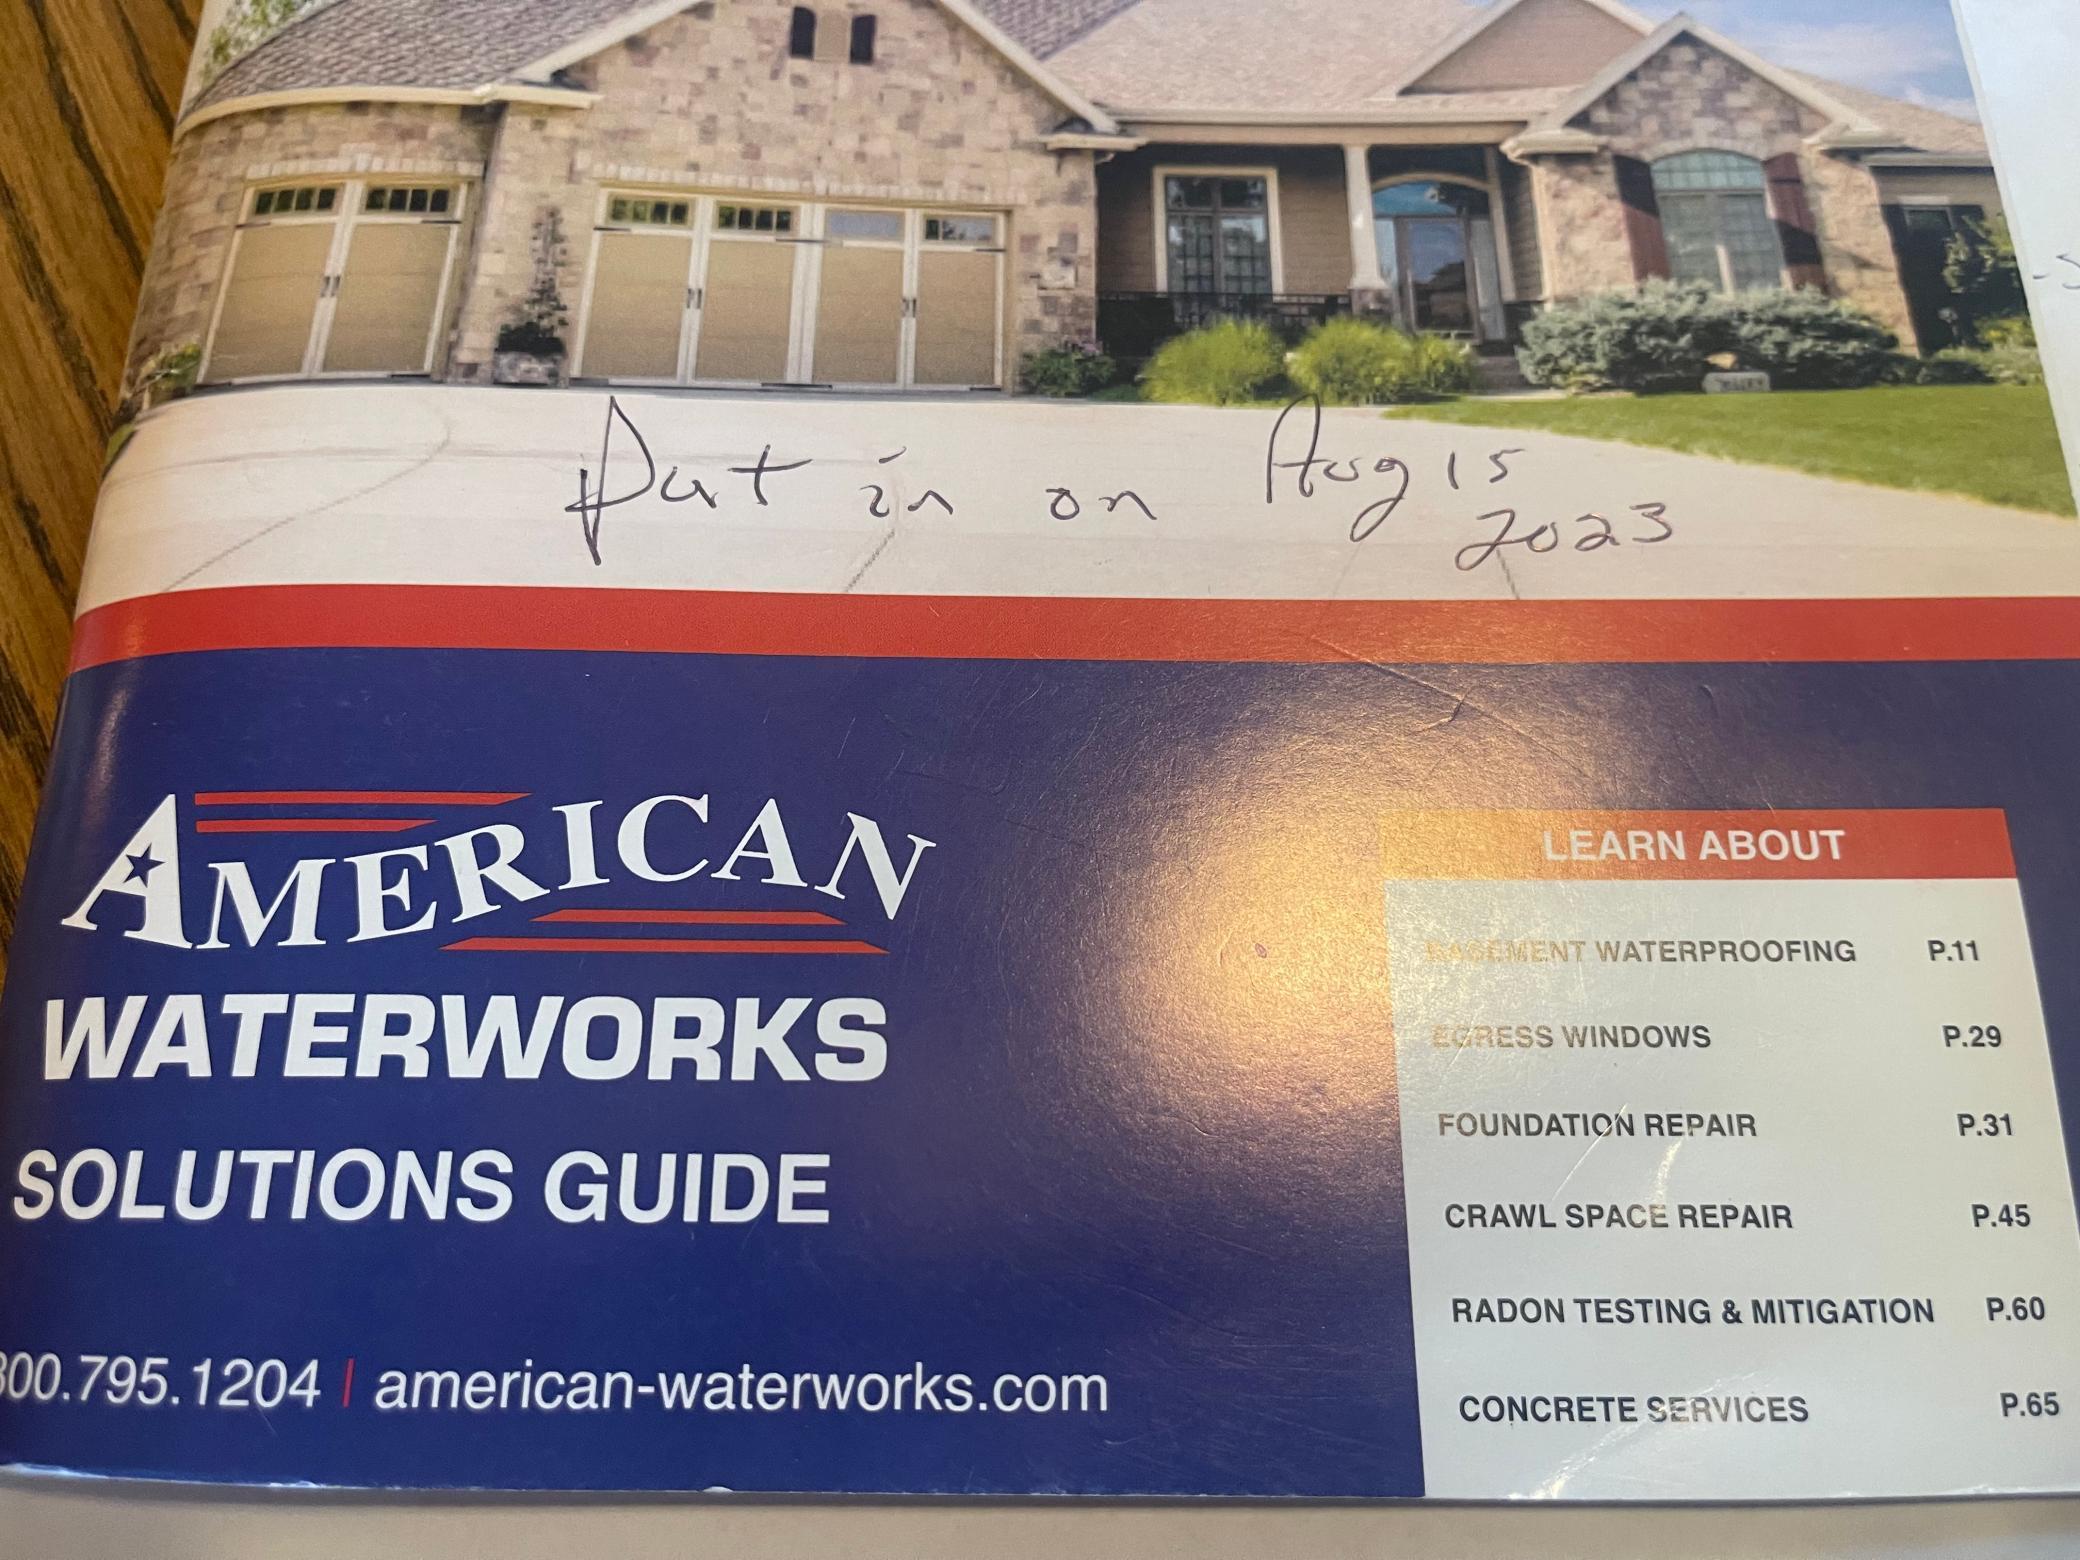 Put in on Aug 15
2023
AMERICAN
WATERWORKS
SOLUTIONS GUIDE
800.795.1204 | american-waterworks.com
LEARN ABOUT
BASEMENT WATERPROOFING P.11
EGRESS WINDOWS P.29
FOUNDATION REPAIR P.31
CRAWL SPACE REPAIR P.45
RADON TESTING & MITIGATION P.60
CONCRETE SERVICES P.65